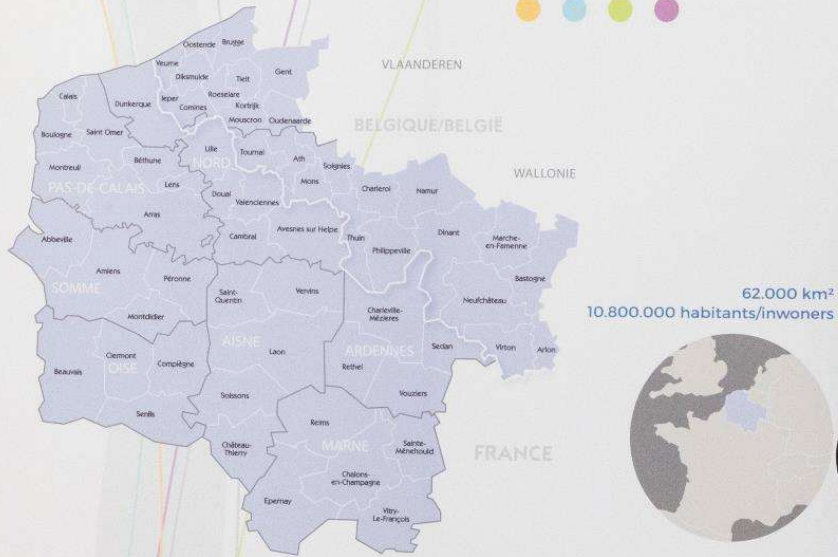 Oostende
Brugge
Veurne
Diksmuide
Tielt
Gent
VLAANDEREN
Calais
Dunkerque
Ieper
Roeselare
Comines
Kortrijk
Mouscron
Oudenaarde
BELGIQUE/BELGIË
Boulogne
Saint Omer
Lille
NORD
Tournai
Ath
Soignies
Montreuil
Béthune
Lens
PAS-DE-CALAIS
Douai
Valenciennes
Mons
Charleroi
Namur
WALLONIE
Arras
Cambrai
Avesnes sur Helpe
Thuin
Philippeville
Dinant
Marche-
en-Famenne
Abbeville
Amiens
Péronne
SOMME
Montdidier
Saint-
Quentin
Vervins
Charleville-
Mézières
Bastogne
Neufchâteau
62.000 km²
10.800.000 habitants/inwoners
AISNE
Laon
ARDENNES
Sedan
Virton
Arlon
Beauvais
Clermont
OISE
Compiègne
Senlis
Soissons
Rethel
Vouziers
Château-
Thierry
Reims
MARNE
Sainte-
Ménehould
FRANCE
Chalons-
en-Champagne
Epernay
Vitry-
Le-François